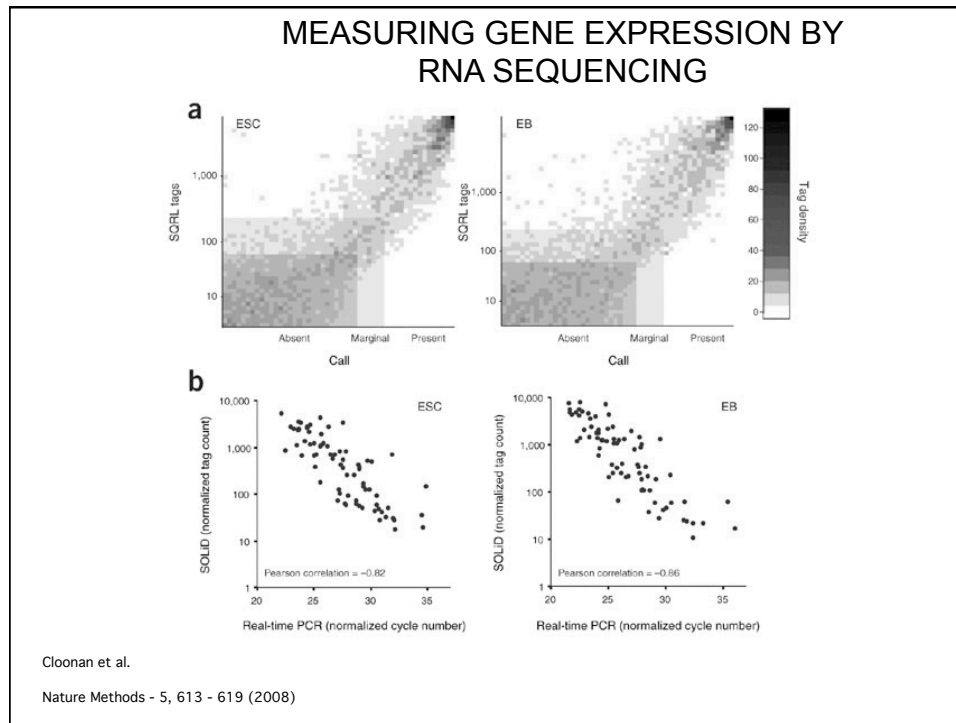 MEASURING GENE EXPRESSION BY
RNA SEQUENCING
a
ESC
SQRL tags
1,000
100
10
Absent Marginal Present
Call
EB
SQRL tags
1,000
100
10
Absent Marginal Present
Call
120
100
80
60
40
20
0
Tag density
b
ESC
SOLiD (normalized tag count)
10,000
1,000
100
10
1
Pearson correlation = –0.82
20 25 30 35
Real-time PCR (normalized cycle number)
EB
SOLiD (normalized tag count)
10,000
1,000
100
10
1
Pearson correlation = –0.86
20 25 30 35
Real-time PCR (normalized cycle number)
Cloonan et al.
Nature Methods - 5, 613 - 619 (2008)